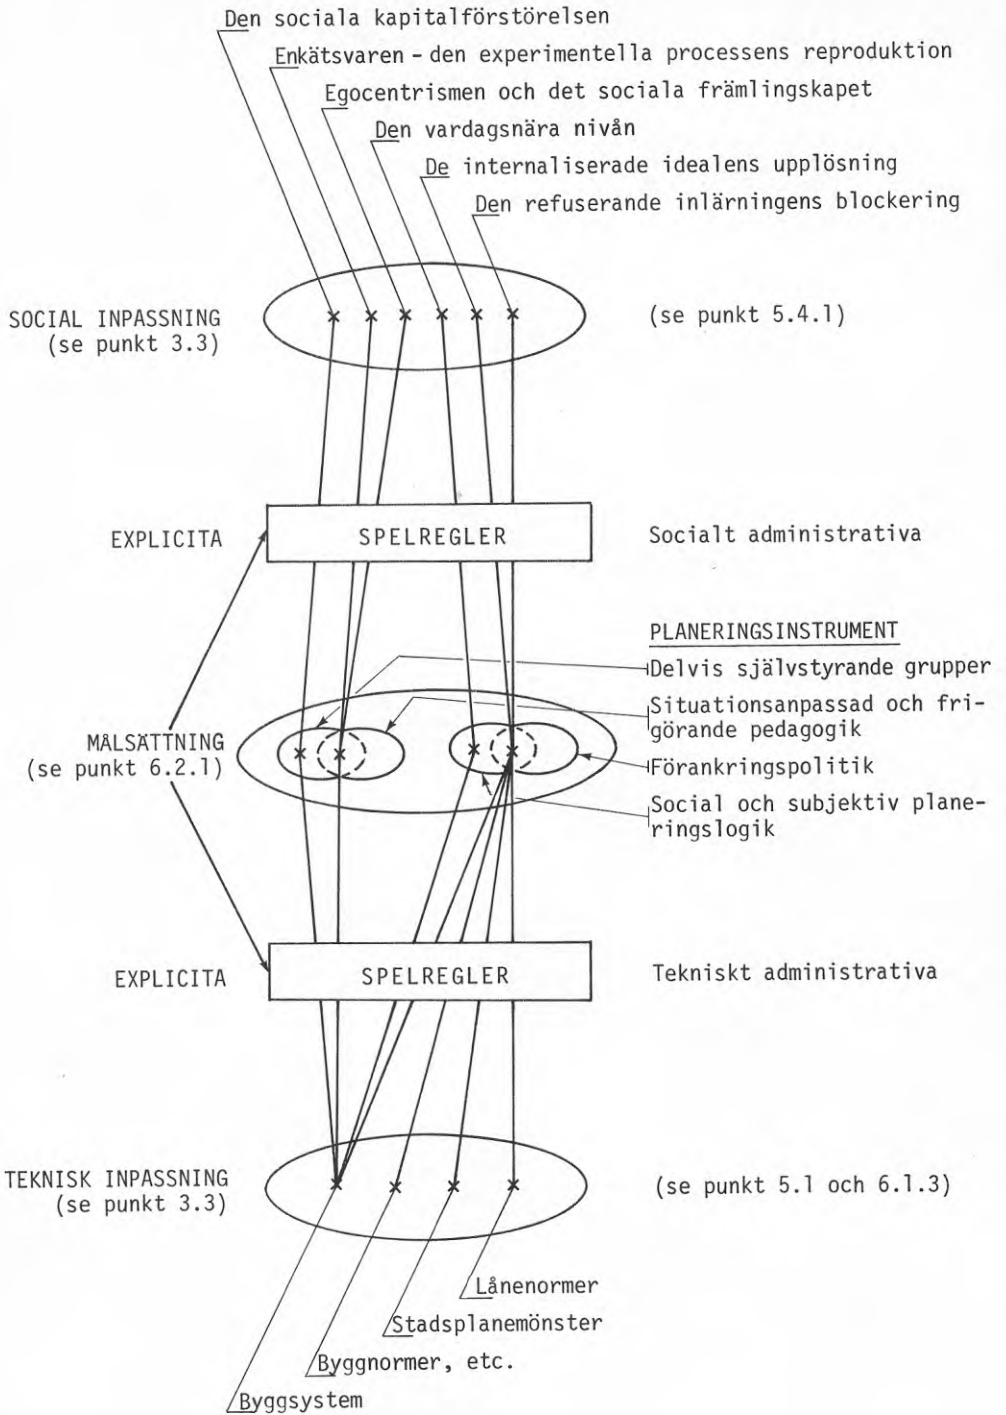 Den sociala kapitalförstörelsen
Enkätsvaren - den experimentella processens reproduktion
Egocentrismen och det sociala främlingskapet
Den vardagsnära nivån
De internaliserade idealens upplösning
Den refuserande inlärningens blockering
SOCIAL INPASSNING
(se punkt 3.3)
(se punkt 5.4.1)
EXPLICITA
SPELREGLER
Socialt administrativa
PLANERINGSINSTRUMENT
Delvis självstyrande grupper
Situationsanpassad och fri-
görande pedagogik
MÅLSÄTTNING
(se punkt 6.2.1)
Förankringspolitik
Social och subjektiv plane-
ringslogik
EXPLICITA
SPELREGLER
Tekniskt administrativa
TEKNISK INPASSNING
(se punkt 3.3)
(se punkt 5.1 och 6.1.3)
Lånenormer
Stadsplanemönster
Byggnormer, etc.
Byggsystem